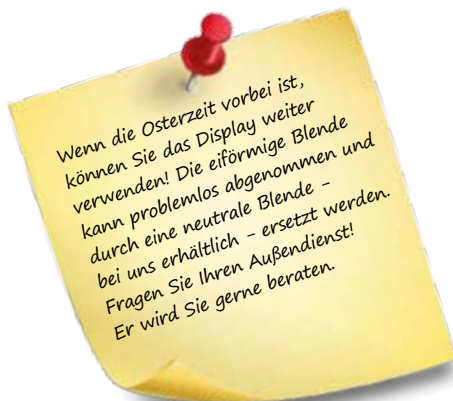 Wenn die Osterzeit vorbei ist,
können Sie das Display weiter
verwenden! Die eiförmige Blende
kann problemlos abgenommen und
durch eine neutrale Blende -
bei uns erhältlich - ersetzt werden.
Fragen Sie Ihren Außendienst!
Er wird Sie gerne beraten.